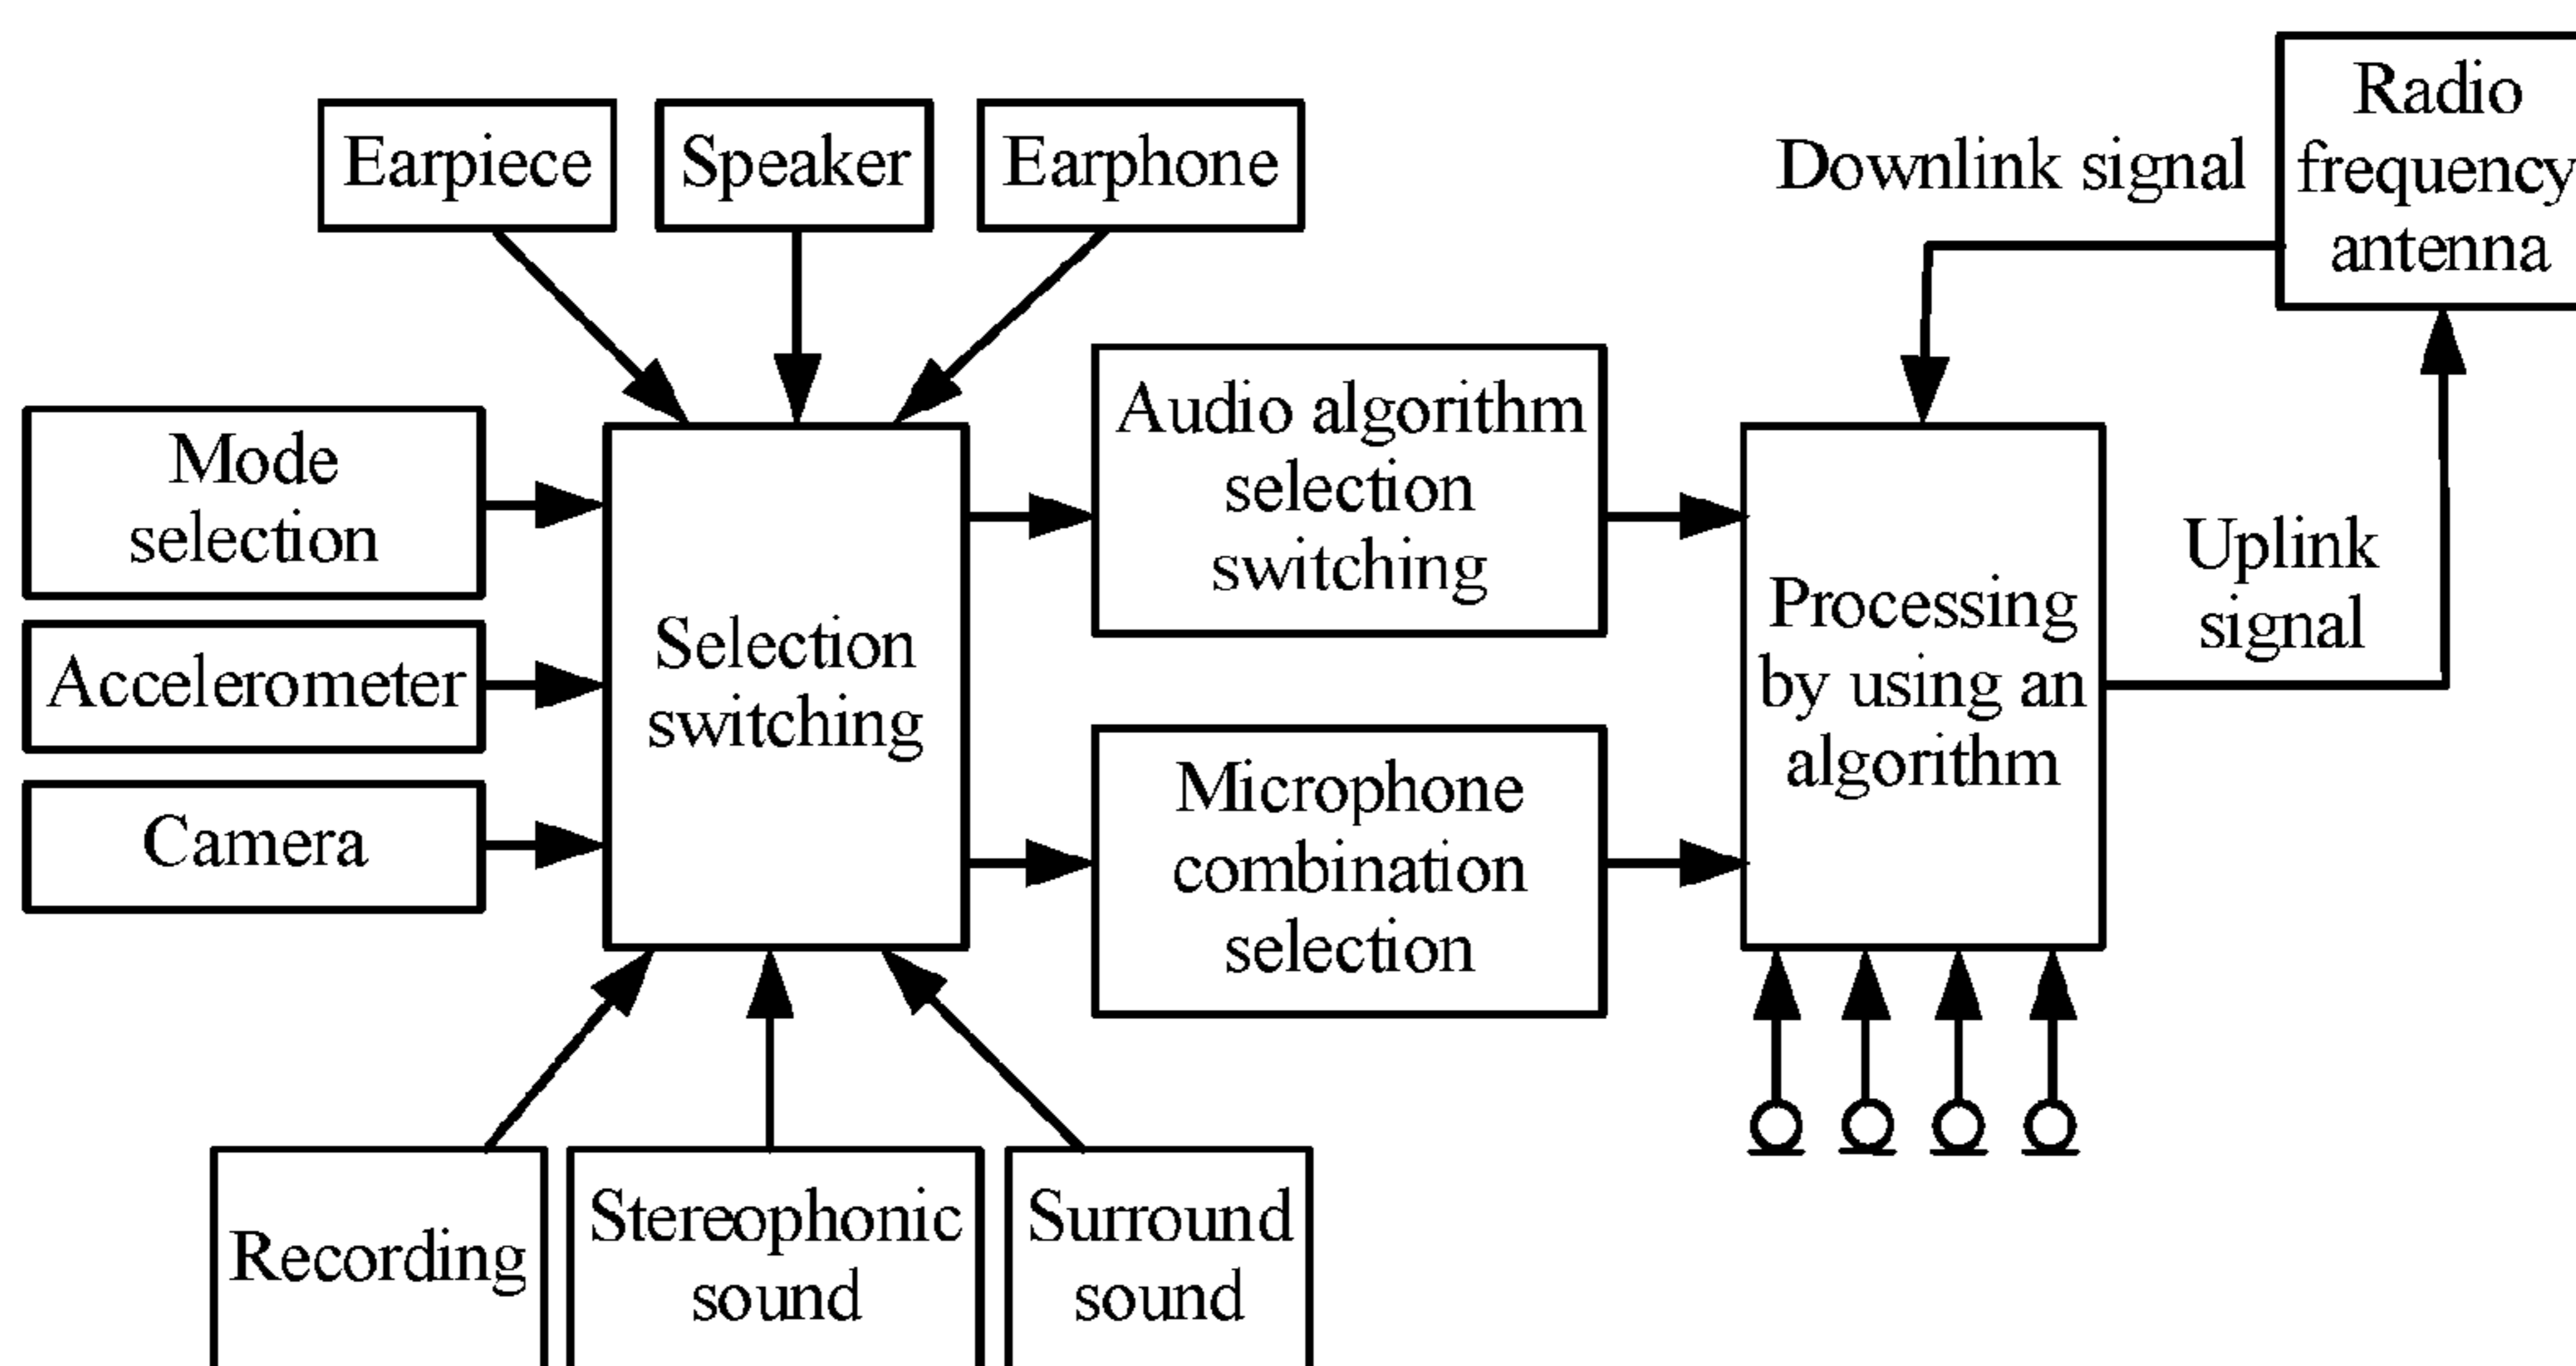 Radio
frequency
antenna
Downlink signal
Earpiece
Speaker
Earphone
Mode
selection
Accelerometer
Camera
Selection
switching
Audio algorithm
selection
switching
Microphone
combination
selection
Processing
by using an
algorithm
Uplink
signal
Recording
Stereophonic
sound
Surround
sound